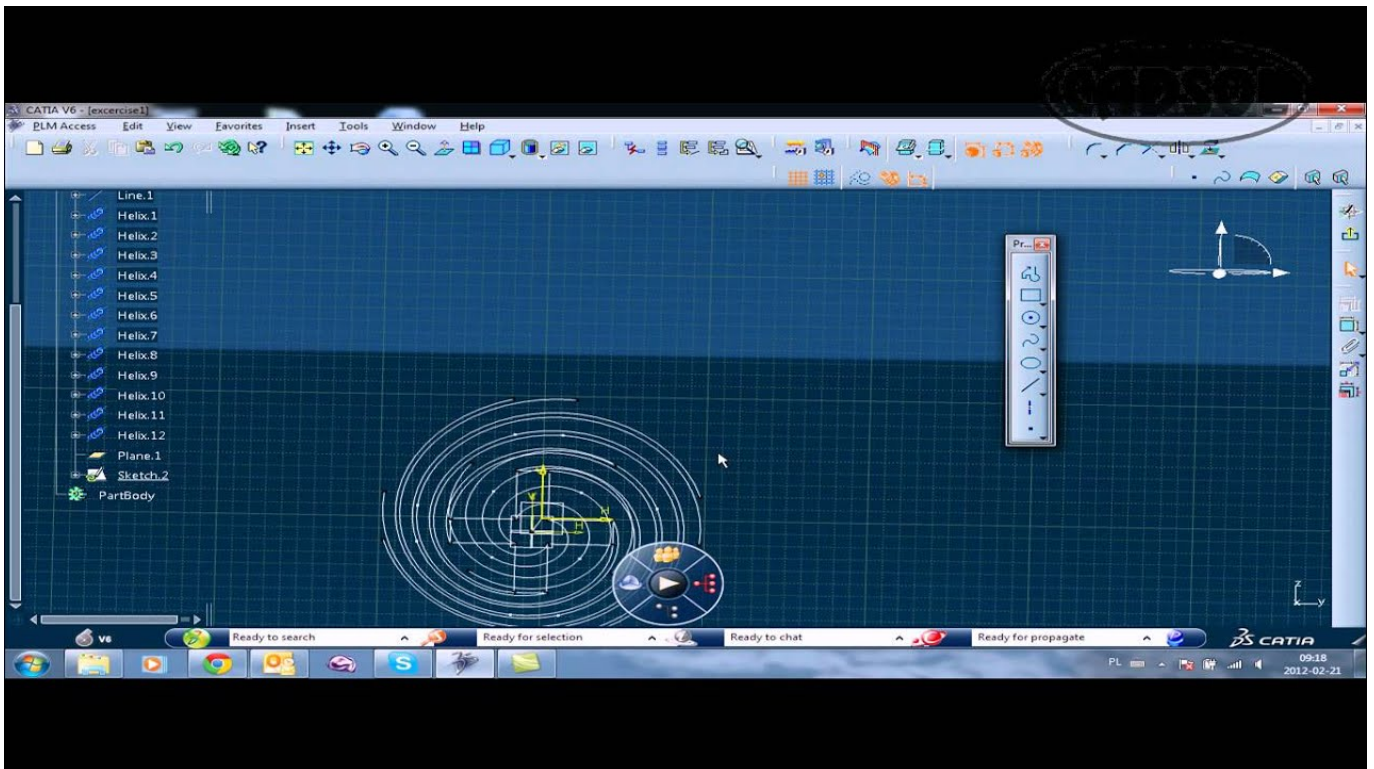 CATIA V6 - [excercise1]
PLM Access Edit View Favorites Insert Tools Window Help
Line.1
Helix.1
Helix.2
Helix.3
Helix.4
Helix.5
Helix.6
Helix.7
Helix.8
Helix.9
Helix.10
Helix.11
Helix.12
Plane.1
Sketch.2
PartBody
Pr...
V
H
H
z
x y
V6 Ready to search Ready for selection Ready to chat Ready for propagate CATIA
PL 09:18
2012-02-21